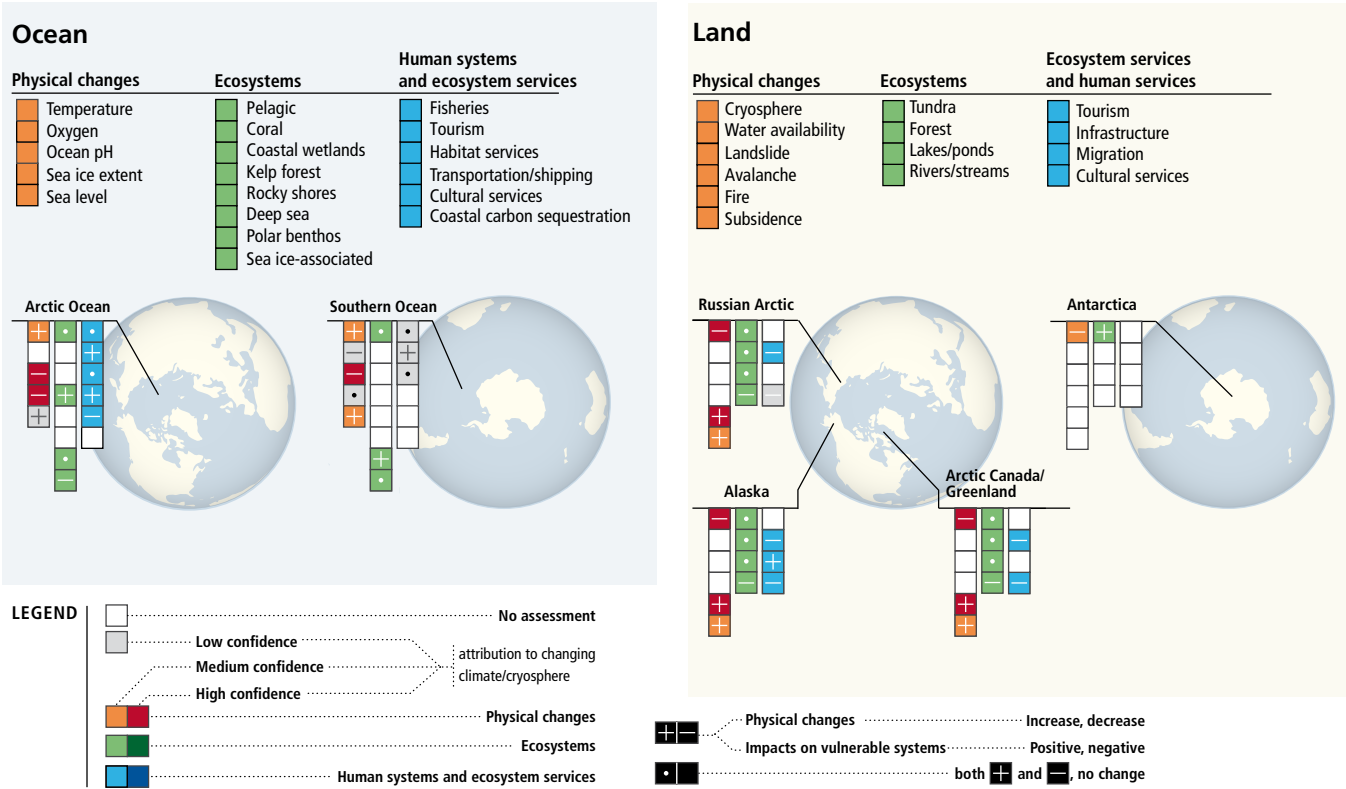 Ocean
Physical changes
Temperature
Oxygen
Ocean pH
Sea ice extent
Sea level
Ecosystems
Pelagic
Coral
Coastal wetlands
Kelp forest
Rocky shores
Deep sea
Polar benthos
Sea ice-associated
Human systems
and ecosystem services
Fisheries
Tourism
Habitat services
Transportation/shipping
Cultural services
Coastal carbon sequestration
Arctic Ocean
Southern Ocean
Land
Physical changes
Cryosphere
Water availability
Landslide
Avalanche
Fire
Subsidence
Ecosystems
Tundra
Forest
Lakes/ponds
Rivers/streams
Ecosystem services
and human services
Tourism
Infrastructure
Migration
Cultural services
Russian Arctic
Antarctica
Alaska
Arctic Canada/
Greenland
LEGEND
No assessment
Low confidence
Medium confidence
High confidence
attribution to changing
climate/cryosphere
Physical changes
Ecosystems
Human systems and ecosystem services
Physical changes Increase, decrease
Impacts on vulnerable systems Positive, negative
both + and —, no change